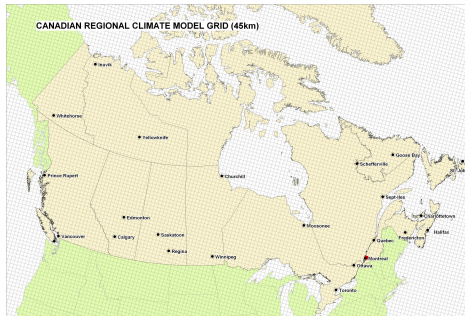 CANADIAN REGIONAL CLIMATE MODEL GRID (45km)
Inuvik
Whitehorse
Yellowknife
Goose Bay
Schefferville
Prince Rupert
Churchill
Sept-Iles
Edmonton
Charlottetown
Moosonee
Vancouver
Calgary
Saskatoon
Halifax
Fredericton
Quebec
Regina
Winnipeg
Montreal
Ottawa
Toronto